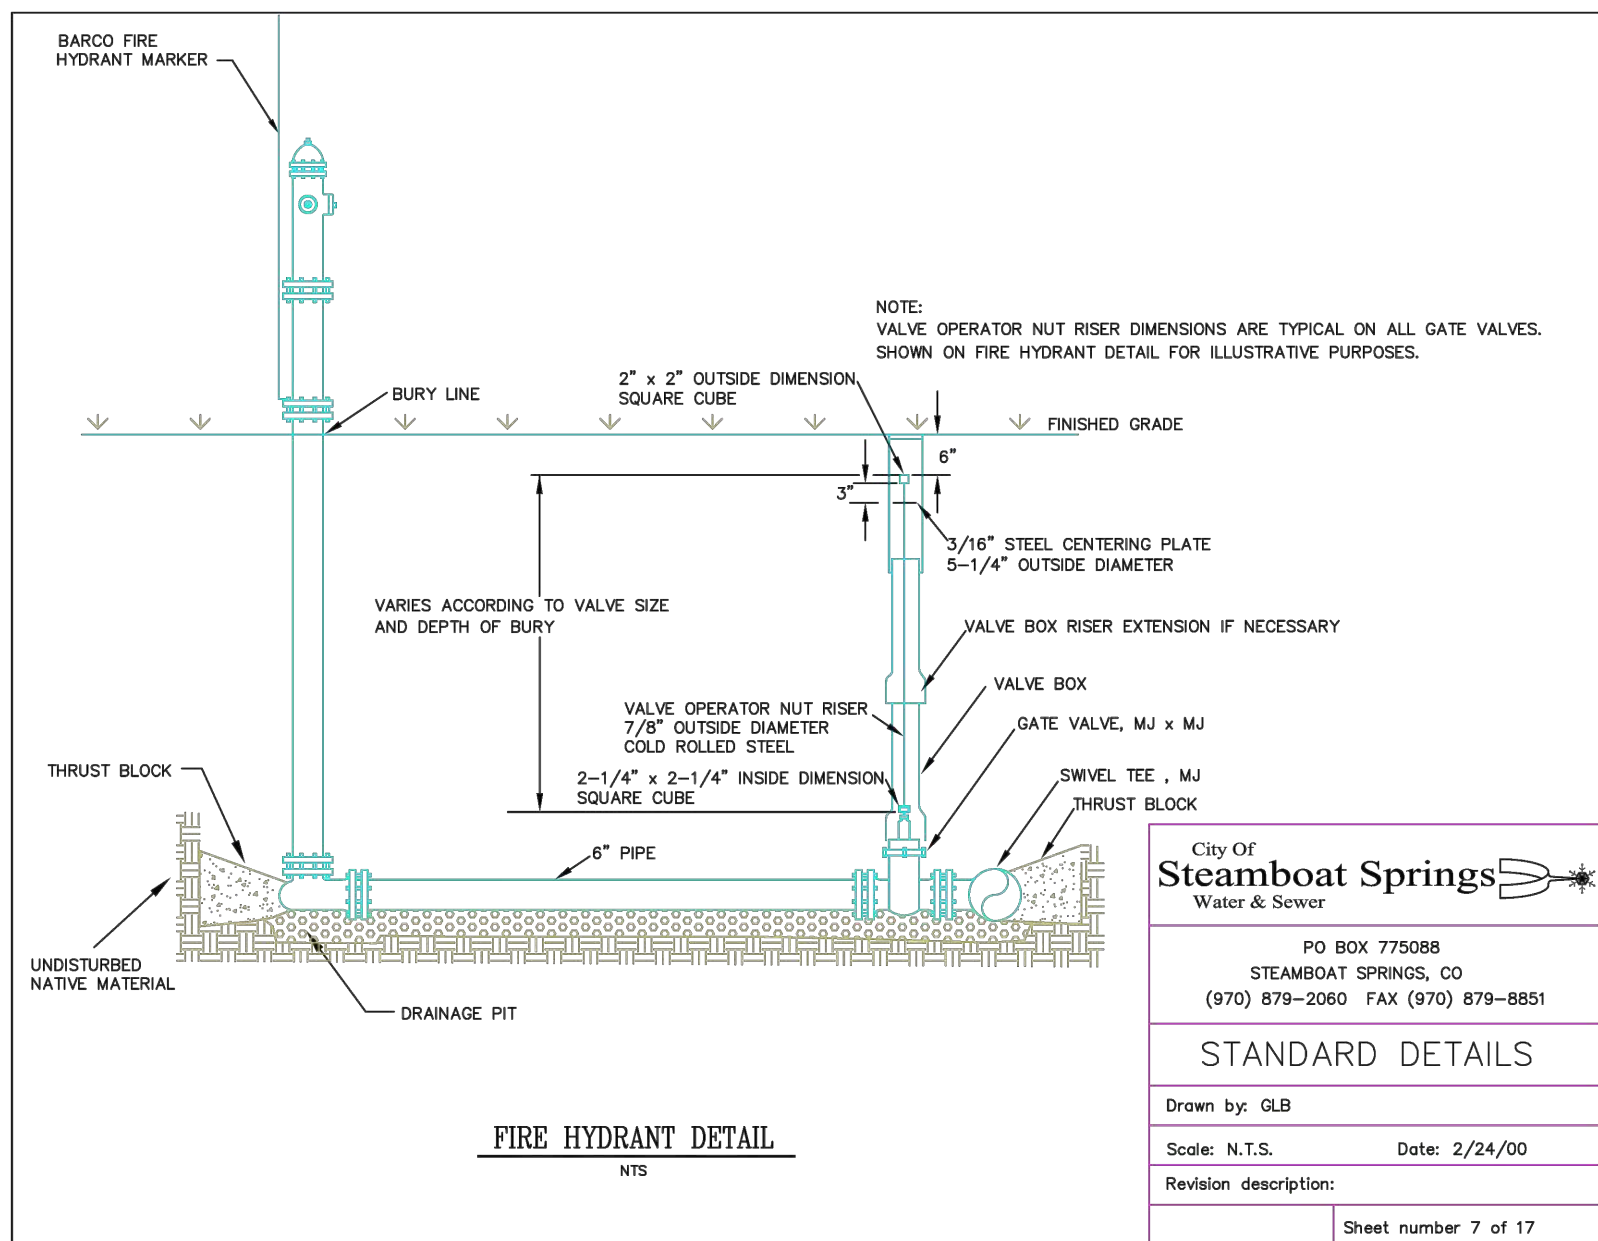 BARCO FIRE
HYDRANT MARKER
NOTE:
VALVE OPERATOR NUT RISER DIMENSIONS ARE TYPICAL ON ALL GATE VALVES.
SHOWN ON FIRE HYDRANT DETAIL FOR ILLUSTRATIVE PURPOSES.
2" x 2" OUTSIDE DIMENSION
SQUARE CUBE
BURY LINE
FINISHED GRADE
6"
3"
3/16" STEEL CENTERING PLATE
5-1/4" OUTSIDE DIAMETER
VARIES ACCORDING TO VALVE SIZE
AND DEPTH OF BURY
VALVE BOX RISER EXTENSION IF NECESSARY
VALVE BOX
VALVE OPERATOR NUT RISER
7/8" OUTSIDE DIAMETER
COLD ROLLED STEEL
GATE VALVE, MJ x MJ
THRUST BLOCK
2-1/4" x 2-1/4" INSIDE DIMENSION
SQUARE CUBE
SWIVEL TEE , MJ
THRUST BLOCK
6" PIPE
UNDISTURBED
NATIVE MATERIAL
DRAINAGE PIT
FIRE HYDRANT DETAIL
NTS
City Of
Steamboat Springs
Water & Sewer
PO BOX 775088
STEAMBOAT SPRINGS, CO
(970) 879-2060 FAX (970) 879-8851
STANDARD DETAILS
Drawn by: GLB
Scale: N.T.S. Date: 2/24/00
Revision description:
Sheet number 7 of 17